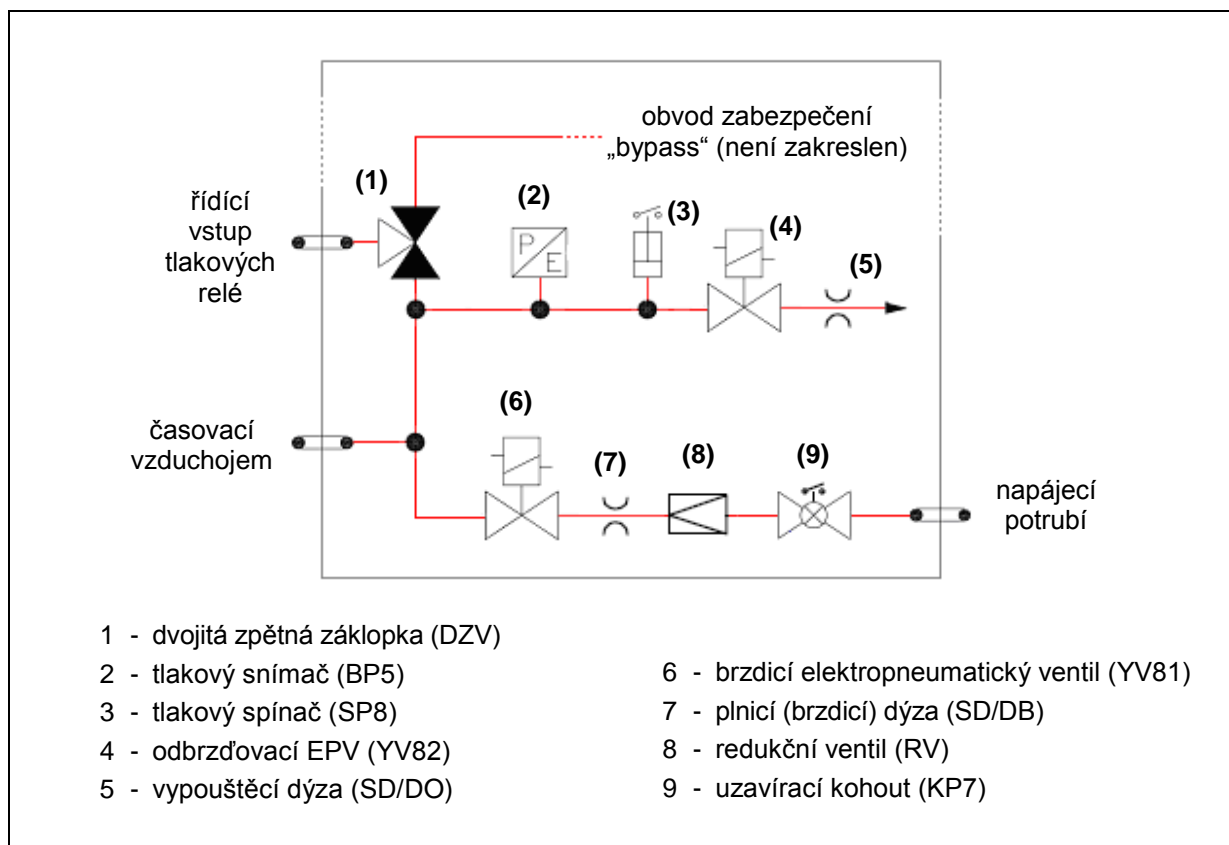 obvod zabezpečení
„bypass“ (není zakreslen)
(1)
řídící
vstup
tlakových
relé
(2)
P
E
(3)
(4)
(5)
časovací
vzduchojem
(6)
(7)
(8)
(9)
napájecí
potrubí
1 - dvojitá zpětná záklopka (DZV)
2 - tlakový snímač (BP5)
3 - tlakový spínač (SP8)
4 - odbrzďovací EPV (YV82)
5 - vypouštěcí dýza (SD/DO)
6 - brzdicí elektropneumatický ventil (YV81)
7 - plnicí (brzdicí) dýza (SD/DB)
8 - redukční ventil (RV)
9 - uzavírací kohout (KP7)